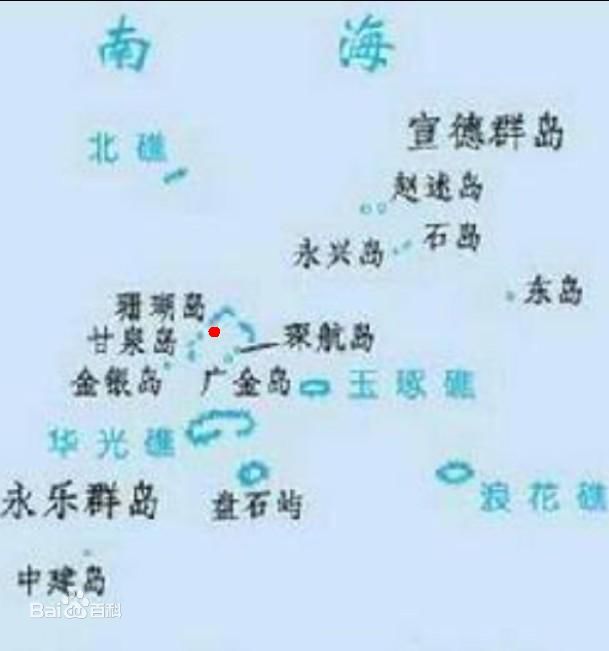 南海
宣德群岛
北礁
赵述岛
石岛
永兴岛
东岛
珊瑚岛
甘泉岛
琛航岛
金银岛
广金岛
玉琢礁
华光礁
永乐群岛
盘石屿
浪花礁
中建岛
Bai百科